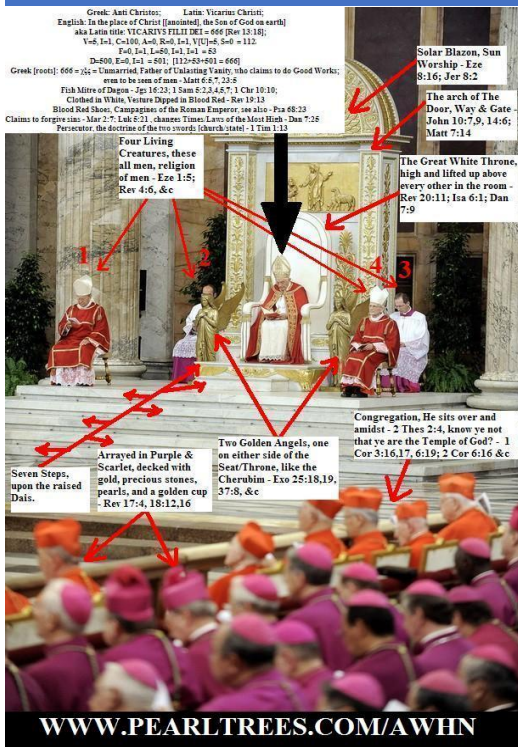 Greek: Anti Christos; Latin: Vicarius Christi;
English: In the place of Christ [[anointed], the Son of God on earth]
aka Latin title: VICARIVS FILII DEI = 666 [Rev 13:18];
V=5, I=1, C=100, A=0, R=0, I=1, V[U]=5, S=0 = 112
F=0, I=1, L=50, I=1, I=1 = 53
D=500, E=0, I=1 = 501; [112+53+501 = 666]
Greek [roots]: 666 = = Unmarried, Father of Unlasting Vanity, who claims to do Good Works;
even to be seen of men - Matt 6:5,7, 23:5
Fish Mitre of Dagon - Jgs 16:23; 1 Sam 5:2,3,4,5,7; 1 Chr 10:10;
Clothed in White, Vesture Dipped in Blood Red - Rev 19:13
Blood Red Shoes, Campagnes of the Roman Emperor, see also - Psa 68:23
Claims to forgive sins - Mar 2:7; Luk 5:21 , changes Times/Laws of the Most High - Dan 7:25
Persecutor, the doctrine of the two swords [church/state] - 1 Tim 1:13
Solar Blazon, Sun
Worship - Eze
8:16; Jer 8:2
The arch of The
Door, Way & Gate -
John 10:7,9, 14:6;
Matt 7:14
Four Living
Creatures, these
all men, religion
of men - Eze 1:5;
Rev 4:6, &c
The Great White Throne,
high and lifted up above
every other in the room -
Rev 20:11; Isa 6:1; Dan
7:9
1
2
4
3
Seven Steps,
upon the raised
Dais.
Arrayed in Purple &
Scarlet, decked with
gold, precious stones,
pearls, and a golden cup
- Rev 17:4, 18:12,16
Two Golden Angels, one
on either side of the
Seat/Throne, like the
Cherubim - Exo 25:18,19,
37:8, &c
Congregation, He sits over and
amidst - 2 Thes 2:4, know ye not
that ye are the Temple of God? - 1
Cor 3:16,17, 6:19; 2 Cor 6:16 &c
WWW.PEARLTREES.COM/AWHN